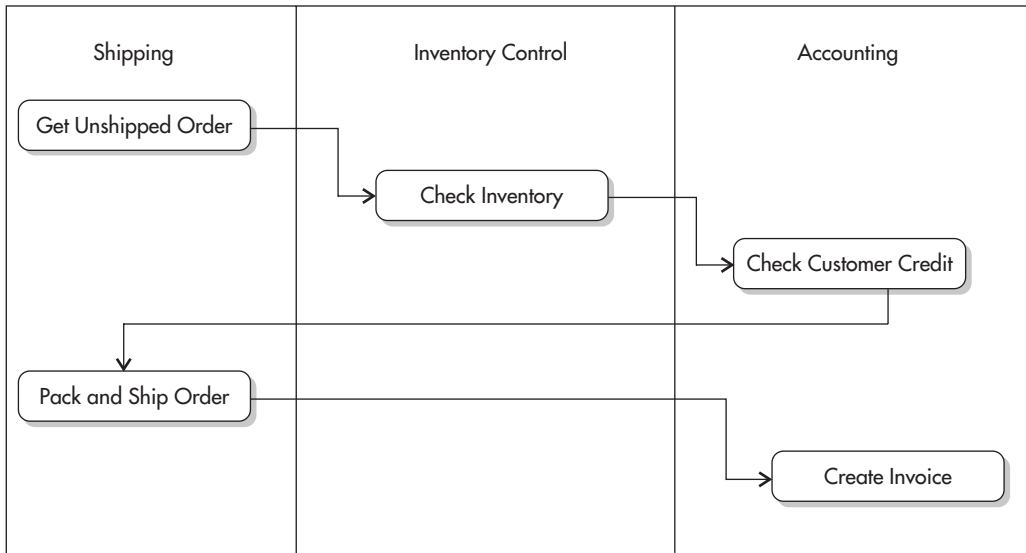 Shipping
Inventory Control
Accounting
Get Unshipped Order
Check Inventory
Check Customer Credit
Pack and Ship Order
Create Invoice